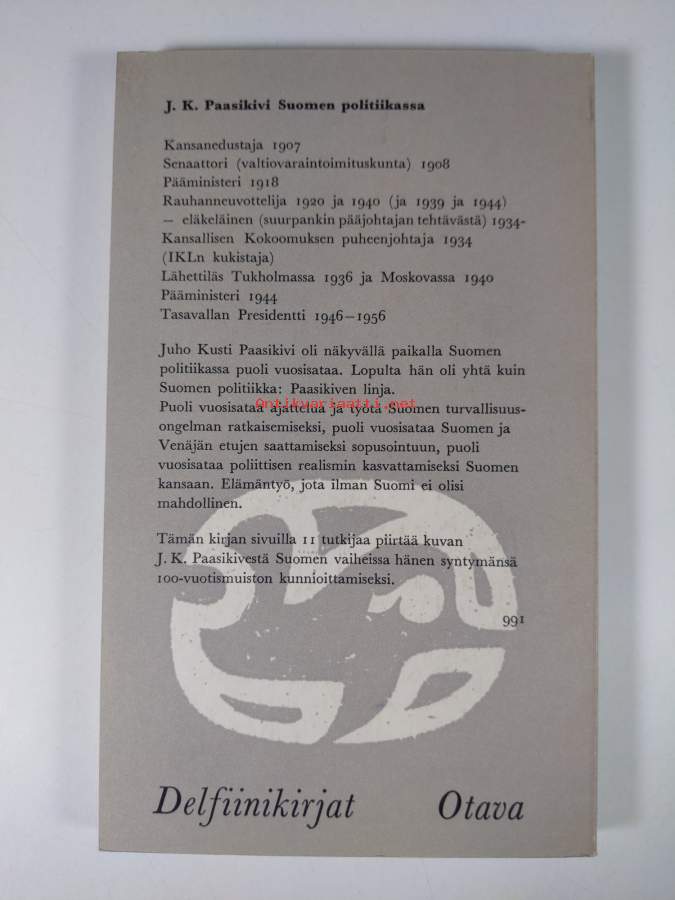 J. K. Paasikivi Suomen politiikassa
Kansanedustaja 1907
Senaattori (valtiovaraintoimituskunta) 1908
Pääministeri 1918
Rauhanneuvottelija 1920 ja 1940 (ja 1939 ja 1944)
— eläkeläinen (suurpankin pääjohtajan tehtävästä) 1934-
Kansallisen Kokoomuksen puheenjohtaja 1934
(IKLn kukistaja)
Lähettiläs Tukholmassa 1936 ja Moskovassa 1940
Pääministeri 1944
Tasavallan Presidentti 1946—1956
Juho Kusti Paasikivi oli näkyvällä paikalla Suomen
politiikassa puoli vuosisataa. Lopulta hän oli yhtä kuin
Suomen politiikka: Paasikiven linja.
Antikvariaatti.net
Puoli vuosisataa ajattelua ja työtä Suomen turvallisuus-
ongelman ratkaisemiseksi, puoli vuosisataa Suomen ja
Venäjän etujen saattamiseksi sopusointuun, puoli
vuosisataa poliittisen realismin kasvattamiseksi Suomen
kansaan. Elämäntyö, jota ilman Suomi ei olisi
mahdollinen.
Tämän kirjan sivuilla 11 tutkijaa piirtää kuvan
J. K. Paasikivestä Suomen vaiheissa hänen syntymänsä
100-vuotismuiston kunnioittamiseksi.
991
Delfiinikirjat Otava